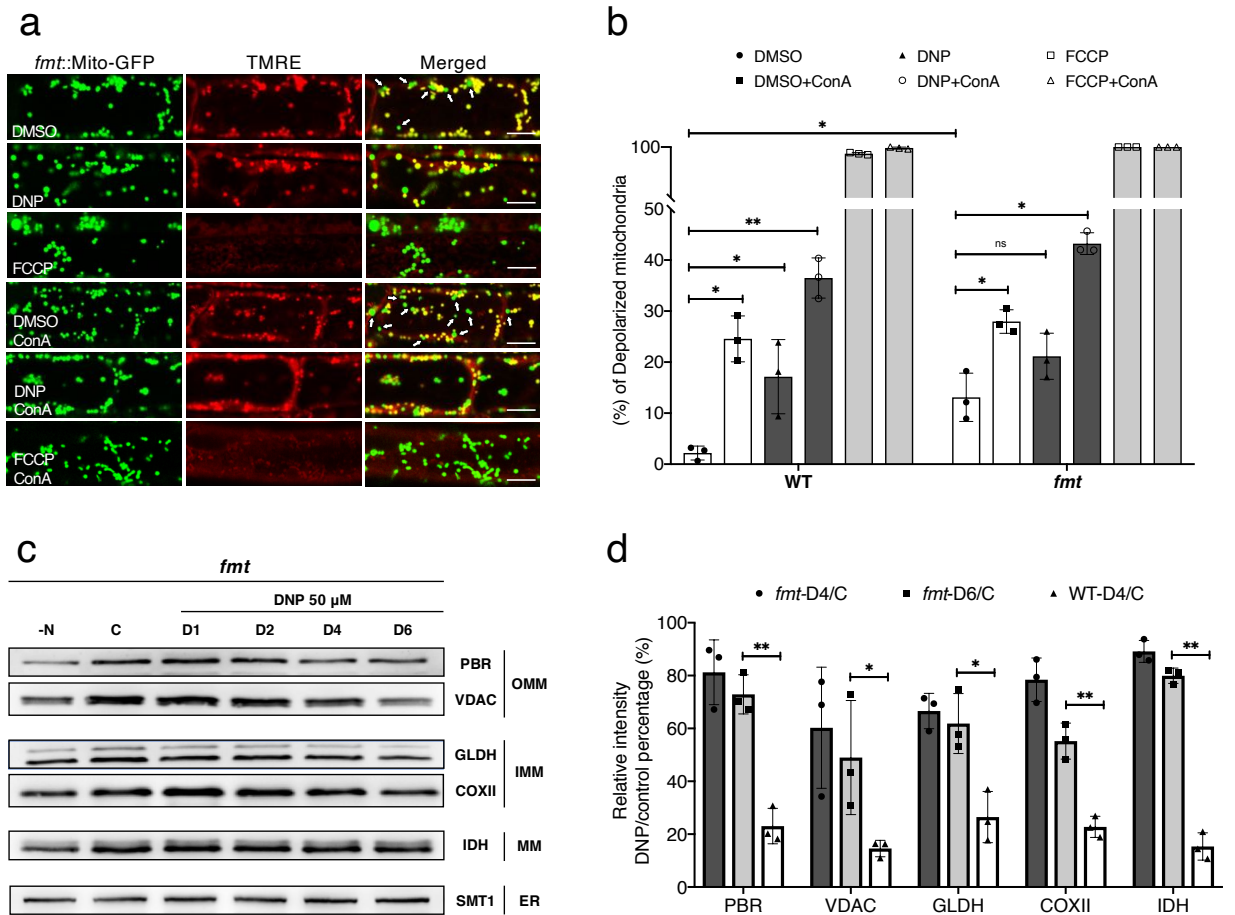 a
fmt::Mito-GFP TMRE Merged
DMSO
DNP
FCCP
DMSO
ConA
DNP
ConA
FCCP
ConA
b
DMSO DNP FCCP
DMSO+ConA DNP+ConA FCCP+ConA
(%) of Depolarized mitochondria
100
50
40
30
20
10
0
*
**
*
*
*
ns
*
WT fmt
c
fmt
DNP 50 µM
-N C D1 D2 D4 D6
PBR
VDAC
OMM
GLDH
COXII
IMM
IDH MM
SMT1 ER
d
fmt-D4/C fmt-D6/C WT-D4/C
Relative intensity
DNP/control percentage (%)
100
80
60
40
20
0
** * * ** **
PBR VDAC GLDH COXII IDH